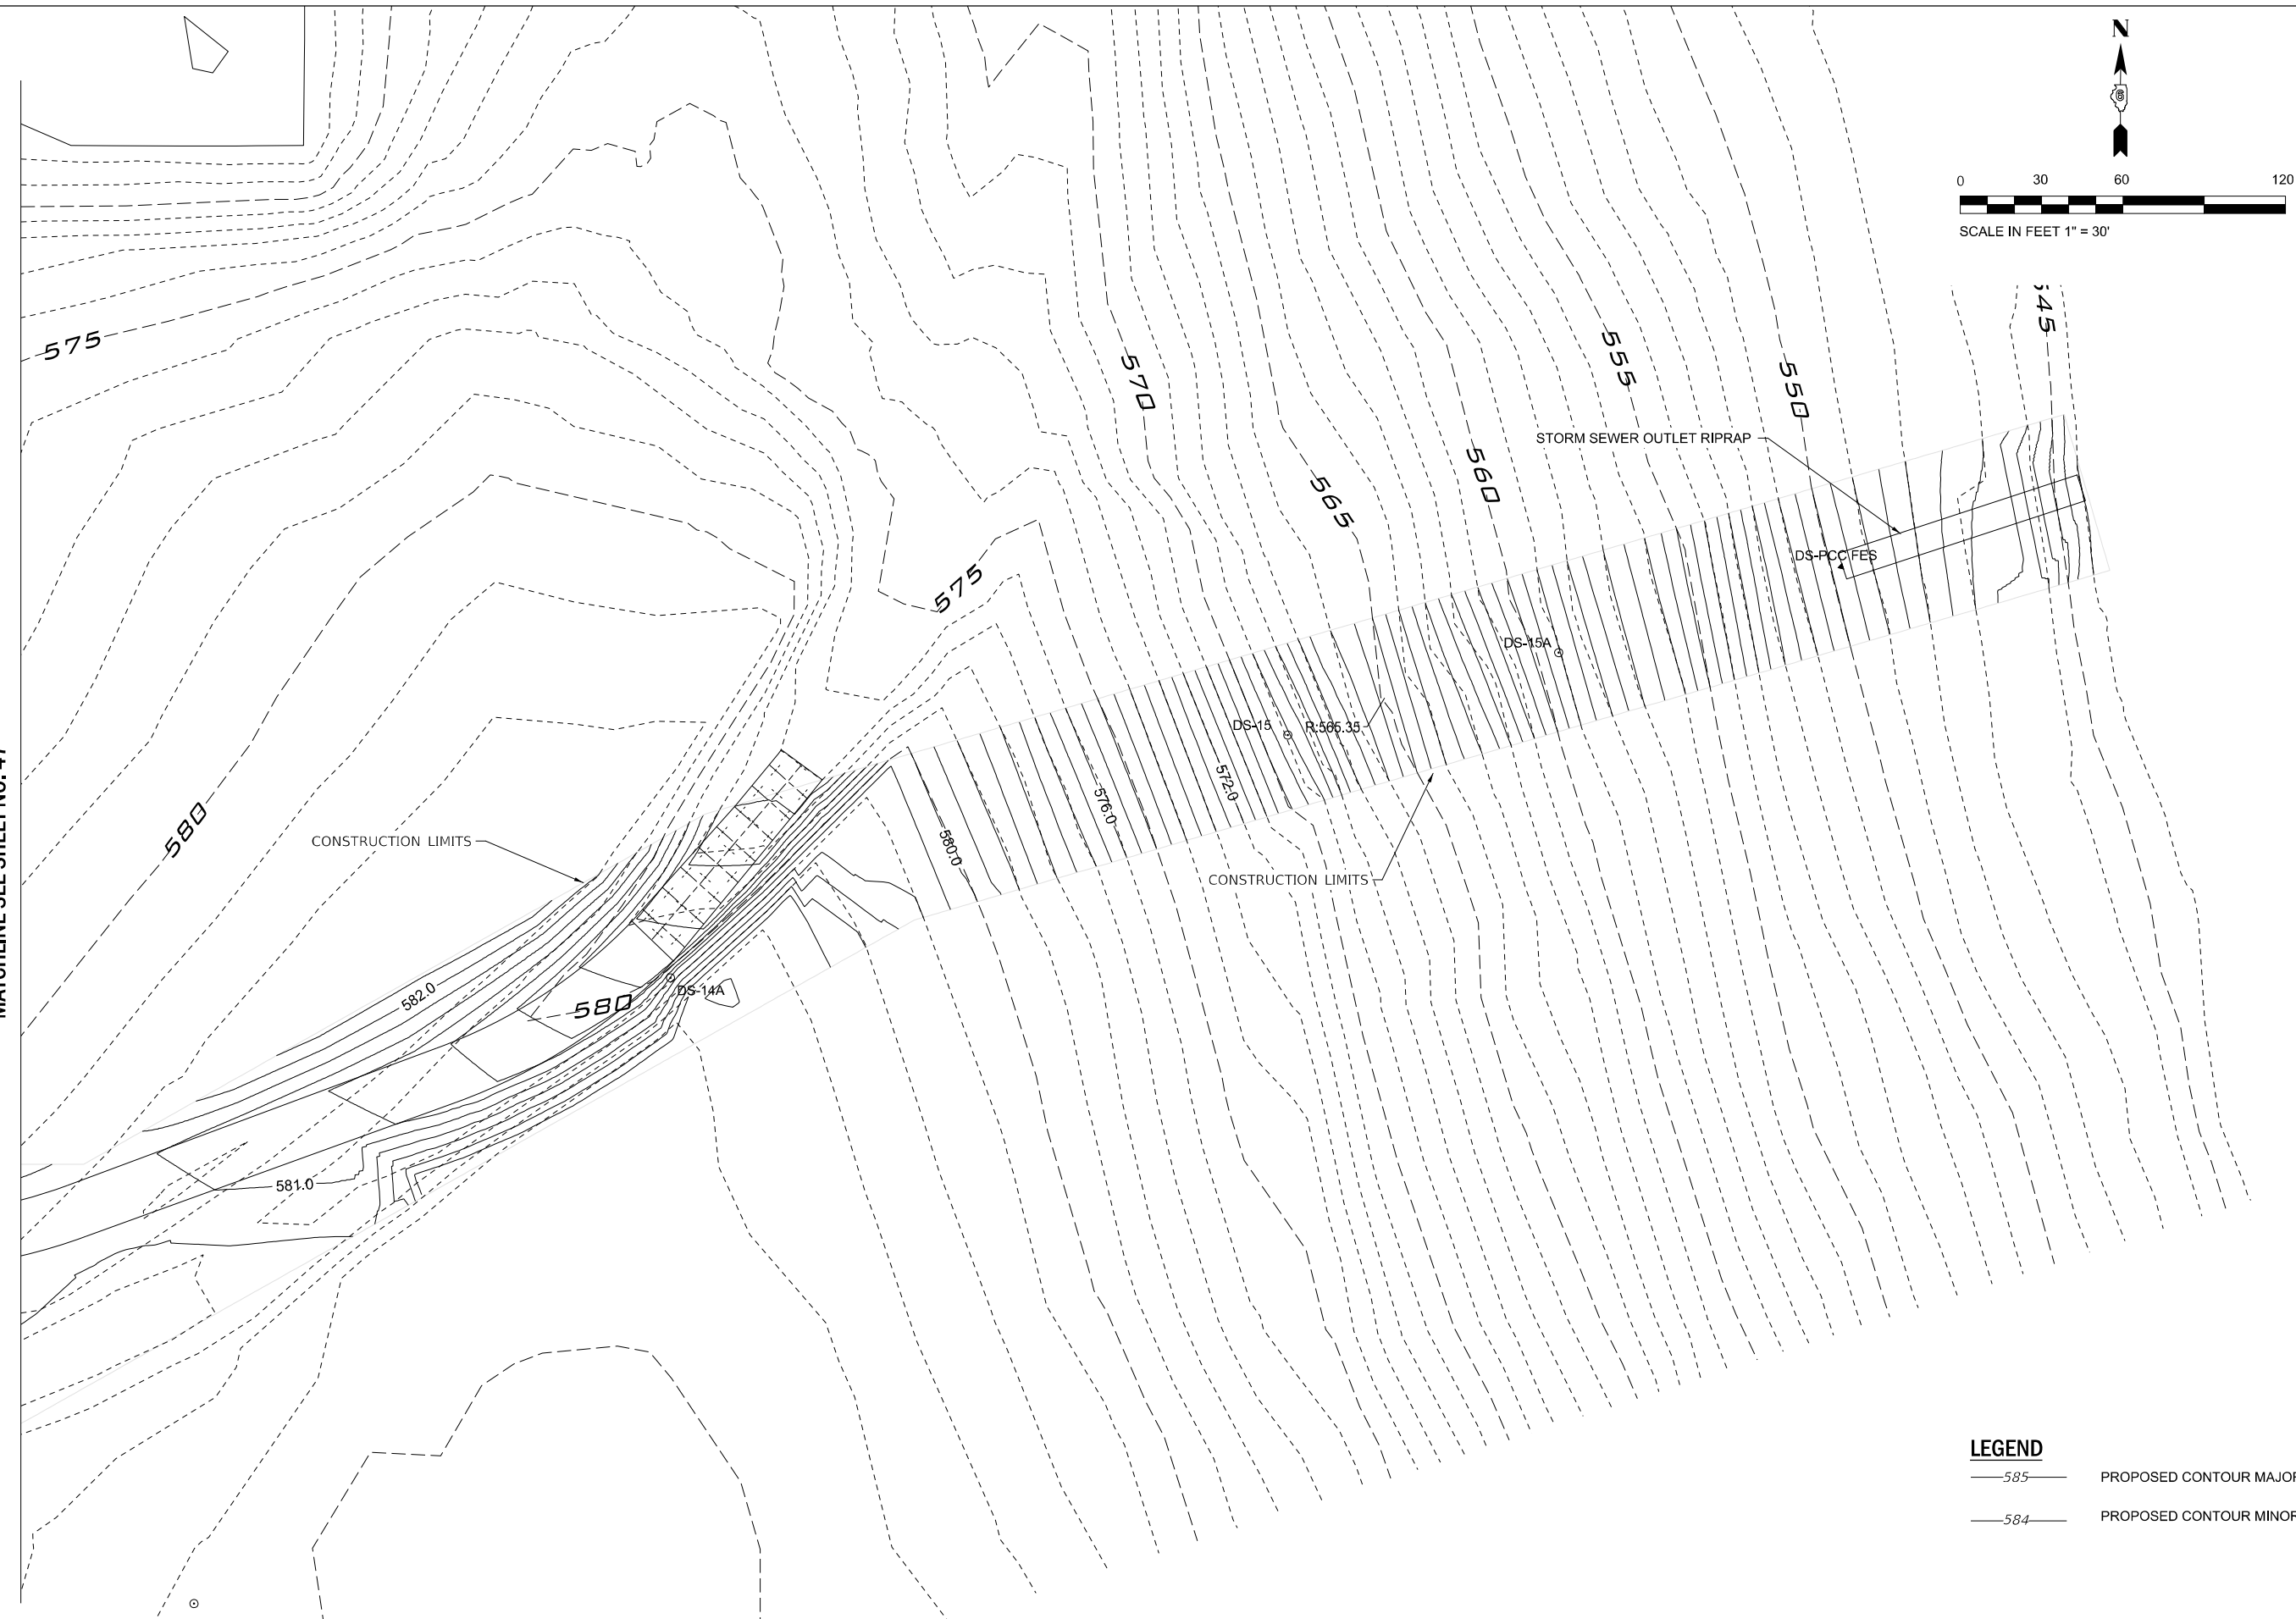 N
6
0 30 60 120
SCALE IN FEET 1" = 30'
545
575
570
555
550
STORM SEWER OUTLET RIPRAP
560
565
DS-PCC FES
575
DS-15A
DS-15
R:565.35
572.0
576.0
580
580.0
CONSTRUCTION LIMITS
CONSTRUCTION LIMITS
582.0
DS-14A
580
581.0
LEGEND
585 PROPOSED CONTOUR MAJOR
584 PROPOSED CONTOUR MINOR